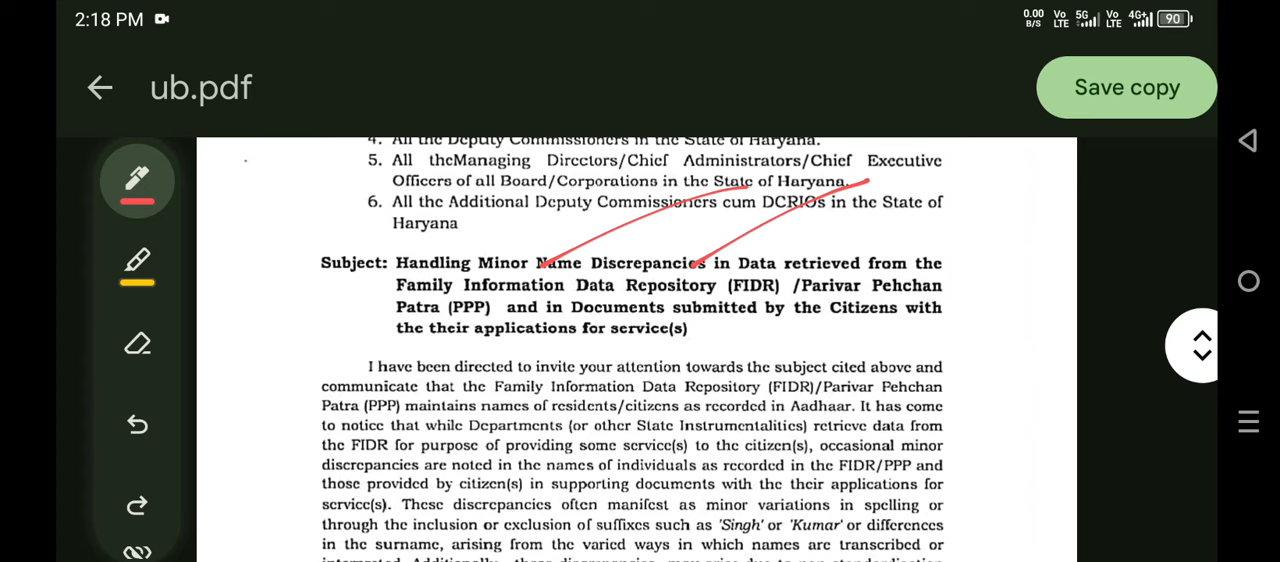 2:18 PM
0.00 B/S Vo LTE 5G Vo LTE 4G+ 90
ub.pdf
Save copy
4. All the Deputy Commissioners in the State of Haryana.
5. All theManaging Directors/Chief Administrators/Chief Executive
Officers of all Board/Corporations in the State of Haryana.
6. All the Additional Deputy Commissioners cum DCRIOs in the State of
Haryana
Subject: Handling Minor Name Discrepancies in Data retrieved from the
Family Information Data Repository (FIDR) /Parivar Pehchan
Patra (PPP) and in Documents submitted by the Citizens with
the their applications for service(s)
I have been directed to invite your attention towards the subject cited above and
communicate that the Family Information Data Repository (FIDR)/Parivar Pehchan
Patra (PPP) maintains names of residents/citizens as recorded in Aadhaar. It has come
to notice that while Departments (or other State Instrumentalities) retrieve data from
the FIDR for purpose of providing some service(s) to the citizen(s), occasional minor
discrepancies are noted in the names of individuals as recorded in the FIDR/PPP and
those provided by citizen(s) in supporting documents with the their applications for
service(s). These discrepancies often manifest as minor variations in spelling or
through the inclusion or exclusion of suffixes such as 'Singh' or 'Kumar' or differences
in the surname, arising from the varied ways in which names are transcribed or